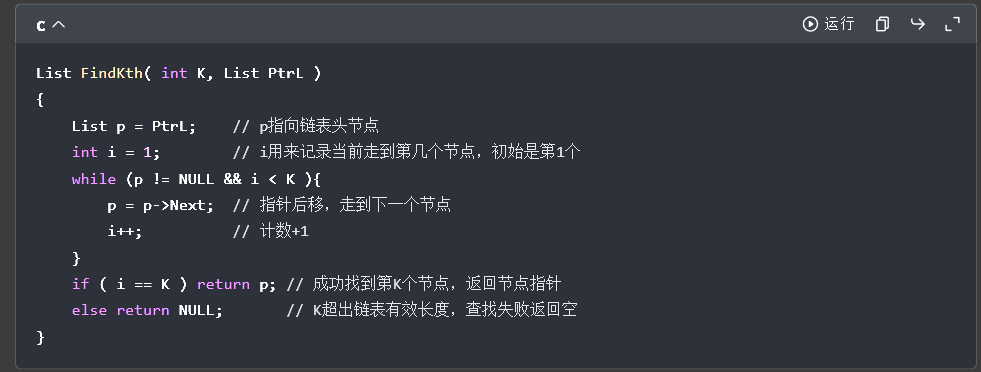 C
运行
List FindKth( int K, List PtrL )
{
    List p = PtrL;    // p指向链表头节点
    int i = 1;        // i用来记录当前走到第几个节点，初始是第1个
    while (p != NULL && i < K ){
        p = p->Next;  // 指针后移，走到下一个节点
        i++;          // 计数+1
    }
    if ( i == K ) return p; // 成功找到第K个节点，返回节点指针
    else return NULL;       // K超出链表有效长度，查找失败返回空
}